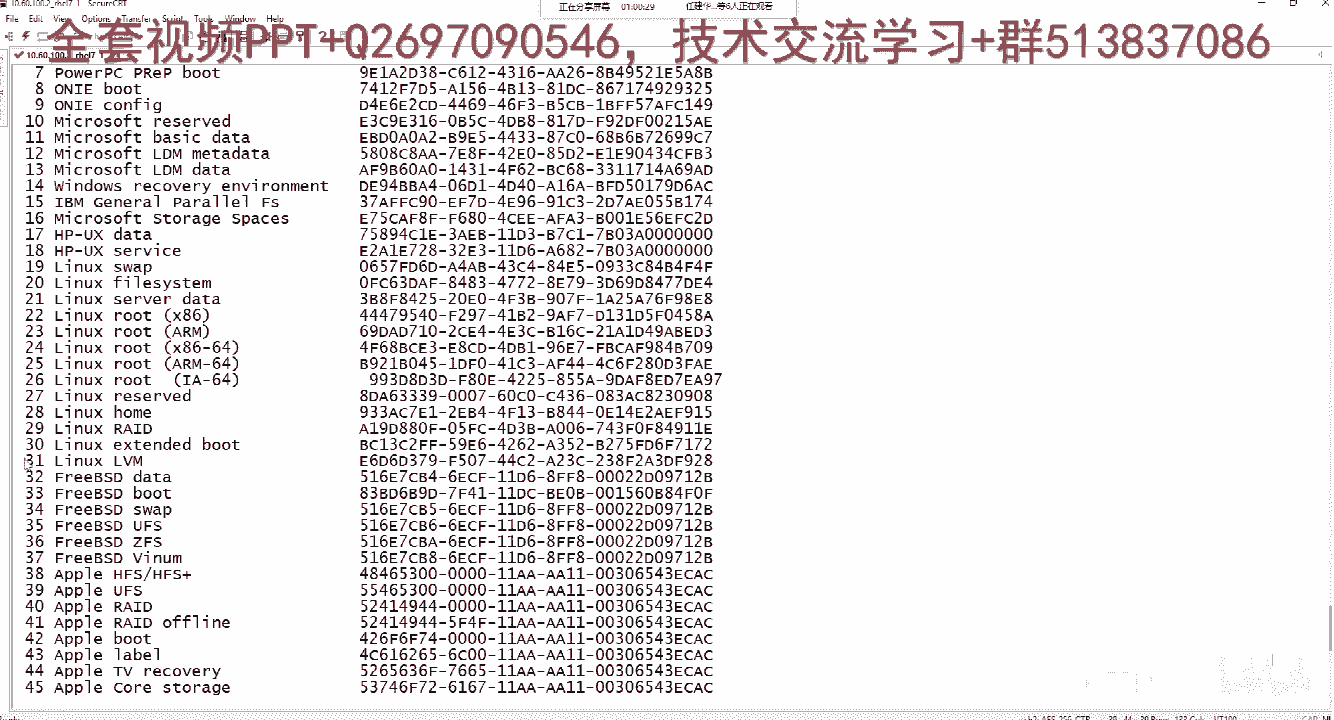 10.60.100.2_rhel7_1 - SecureCRT
正在分享屏幕 01:00:29 任建华...等6人正在观看
File Edit View Options Transfer Script Tools Window Help
全套视频PPT+Q2697090546，技术交流学习+群513837086
7 PowerPC PReP boot 9E1A2D38-C612-4316-AA26-8B49521E5A8B
8 ONIE boot 7412F7D5-A156-4B13-81DC-867174929325
9 ONIE config D4E6E2CD-4469-46F3-B5CB-1BFF57AFC149
10 Microsoft reserved E3C9E316-0B5C-4DB8-817D-F92DF00215AE
11 Microsoft basic data EBD0A0A2-B9E5-4433-87C0-68B6B72699C7
12 Microsoft LDM metadata 5808C8AA-7E8F-42E0-85D2-E1E90434CFB3
13 Microsoft LDM data AF9B60A0-1431-4F62-BC68-3311714A69AD
14 Windows recovery environment DE94BBA4-06D1-4D40-A16A-BFD50179D6AC
15 IBM General Parallel Fs 37AFFC90-EF7D-4E96-91C3-2D7AE055B174
16 Microsoft Storage Spaces E75CAF8F-F680-4CEE-AFA3-B001E56EFC2D
17 HP-UX data 75894C1E-3AEB-11D3-B7C1-7B03A0000000
18 HP-UX service E2A1E728-32E3-11D6-A682-7B03A0000000
19 Linux swap 0657FD6D-A4AB-43C4-84E5-0933C84B4F4F
20 Linux filesystem 0FC63DAF-8483-4772-8E79-3D69D8477DE4
21 Linux server data 3B8F8425-20E0-4F3B-907F-1A25A76F98E8
22 Linux root (x86) 44479540-F297-41B2-9AF7-D131D5F0458A
23 Linux root (ARM) 69DAD710-2CE4-4E3C-B16C-21A1D49ABED3
24 Linux root (x86-64) 4F68BCE3-E8CD-4DB1-96E7-FBCAF984B709
25 Linux root (ARM-64) B921B045-1DF0-41C3-AF44-4C6F280D3FAE
26 Linux root  (IA-64) 993D8D3D-F80E-4225-855A-9DAF8ED7EA97
27 Linux reserved 8DA63339-0007-60C0-C436-083AC8230908
28 Linux home 933AC7E1-2EB4-4F13-B844-0E14E2AEF915
29 Linux RAID A19D880F-05FC-4D3B-A006-743F0F84911E
30 Linux extended boot BC13C2FF-59E6-4262-A352-B275FD6F7172
31 Linux LVM E6D6D379-F507-44C2-A23C-238F2A3DF928
32 FreeBSD data 516E7CB4-6ECF-11D6-8FF8-00022D09712B
33 FreeBSD boot 83BD6B9D-7F41-11DC-BE0B-001560B84F0F
34 FreeBSD swap 516E7CB5-6ECF-11D6-8FF8-00022D09712B
35 FreeBSD UFS 516E7CB6-6ECF-11D6-8FF8-00022D09712B
36 FreeBSD ZFS 516E7CBA-6ECF-11D6-8FF8-00022D09712B
37 FreeBSD Vinum 516E7CB8-6ECF-11D6-8FF8-00022D09712B
38 Apple HFS/HFS+ 48465300-0000-11AA-AA11-00306543ECAC
39 Apple UFS 55465300-0000-11AA-AA11-00306543ECAC
40 Apple RAID 52414944-0000-11AA-AA11-00306543ECAC
41 Apple RAID offline 52414944-5F4F-11AA-AA11-00306543ECAC
42 Apple boot 426F6F74-0000-11AA-AA11-00306543ECAC
43 Apple label 4C616265-6C00-11AA-AA11-00306543ECAC
44 Apple TV recovery 5265636F-7665-11AA-AA11-00306543ECAC
45 Apple Core storage 53746F72-6167-11AA-AA11-00306543ECAC